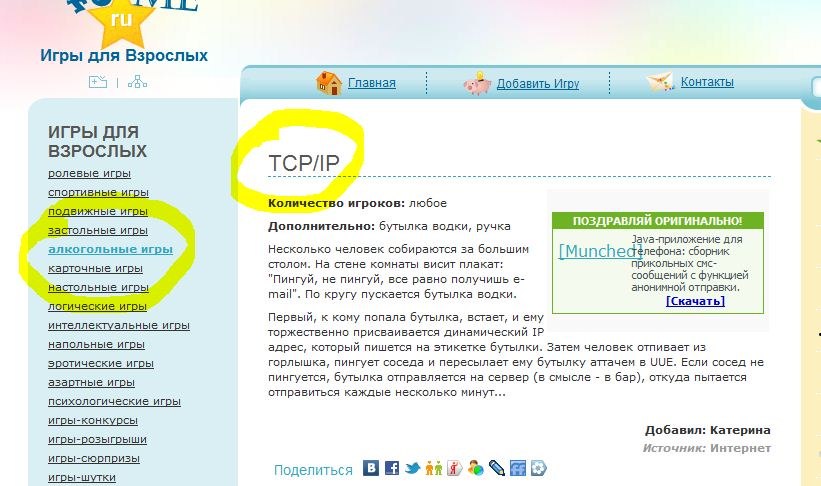 ru
Игры для Взрослых
Главная
Добавить Игру
Контакты
ИГРЫ ДЛЯ
ВЗРОСЛЫХ
ролевые игры
спортивные игры
подвижные игры
застольные игры
алкогольные игры
карточные игры
настольные игры
логические игры
интеллектуальные игры
напольные игры
эротические игры
азартные игры
психологические игры
игры-конкурсы
игры-розыгрыши
игры-сюрпризы
игры-шутки
TCP/IP
Количество игроков: любое
Дополнительно: бутылка водки, ручка
Несколько человек собираются за большим
столом. На стене комнаты висит плакат:
"Пингуй, не пингуй, все равно получишь e-
mail". По кругу пускается бутылка водки.
Первый, к кому попала бутылка, встает, и ему
торжественно присваивается динамический IP
адрес, который пишется на этикетке бутылки. Затем человек отпивает из
горлышка, пингует соседа и пересылает ему бутылку аттачем в UUE. Если сосед не
пингуется, бутылка отправляется на сервер (в смысле - в бар), откуда пытается
отправиться каждые несколько минут...
ПОЗДРАВЛЯЙ ОРИГИНАЛЬНО!
[Munched]
Java-приложение для
телефона: сборник
прикольных смс-
сообщений с функцией
анонимной отправки.
[Скачать]
Добавил: Катерина
Источник: Интернет
Поделиться